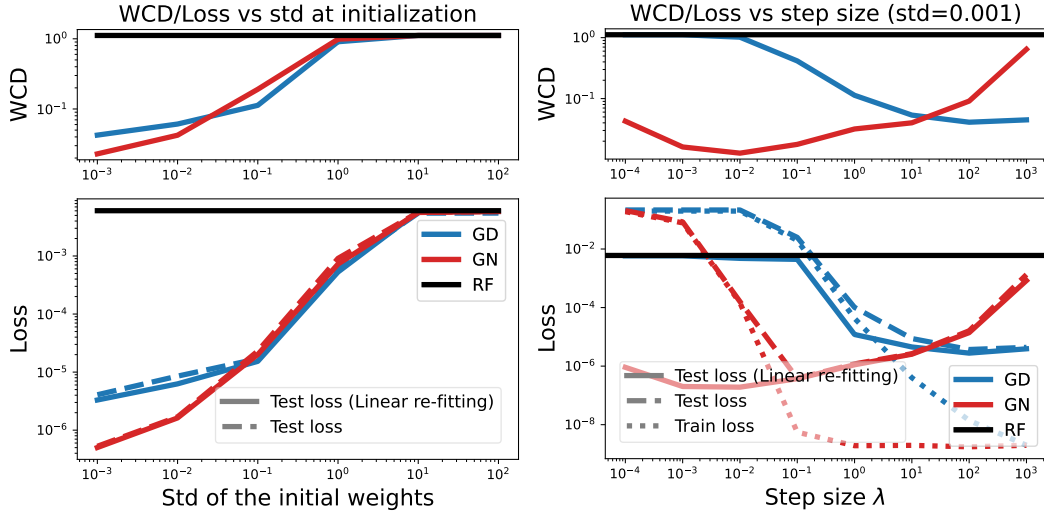 WCD/Loss vs std at initialization
WCD
10⁰
10⁻¹
10⁻³ 10⁻² 10⁻¹ 10⁰ 10¹ 10²
Loss
10⁻³
10⁻⁴
10⁻⁵
10⁻⁶
GD
GN
RF
Test loss (Linear re-fitting)
Test loss
10⁻³ 10⁻² 10⁻¹ 10⁰ 10¹ 10²
Std of the initial weights
WCD/Loss vs step size (std=0.001)
WCD
10⁰
10⁻¹
10⁻⁴ 10⁻³ 10⁻² 10⁻¹ 10⁰ 10¹ 10² 10³
Loss
10⁻²
10⁻⁴
10⁻⁶
10⁻⁸
Test loss (Linear re-fitting)
Test loss
Train loss
GD
GN
RF
10⁻⁴ 10⁻³ 10⁻² 10⁻¹ 10⁰ 10¹ 10² 10³
Step size λ